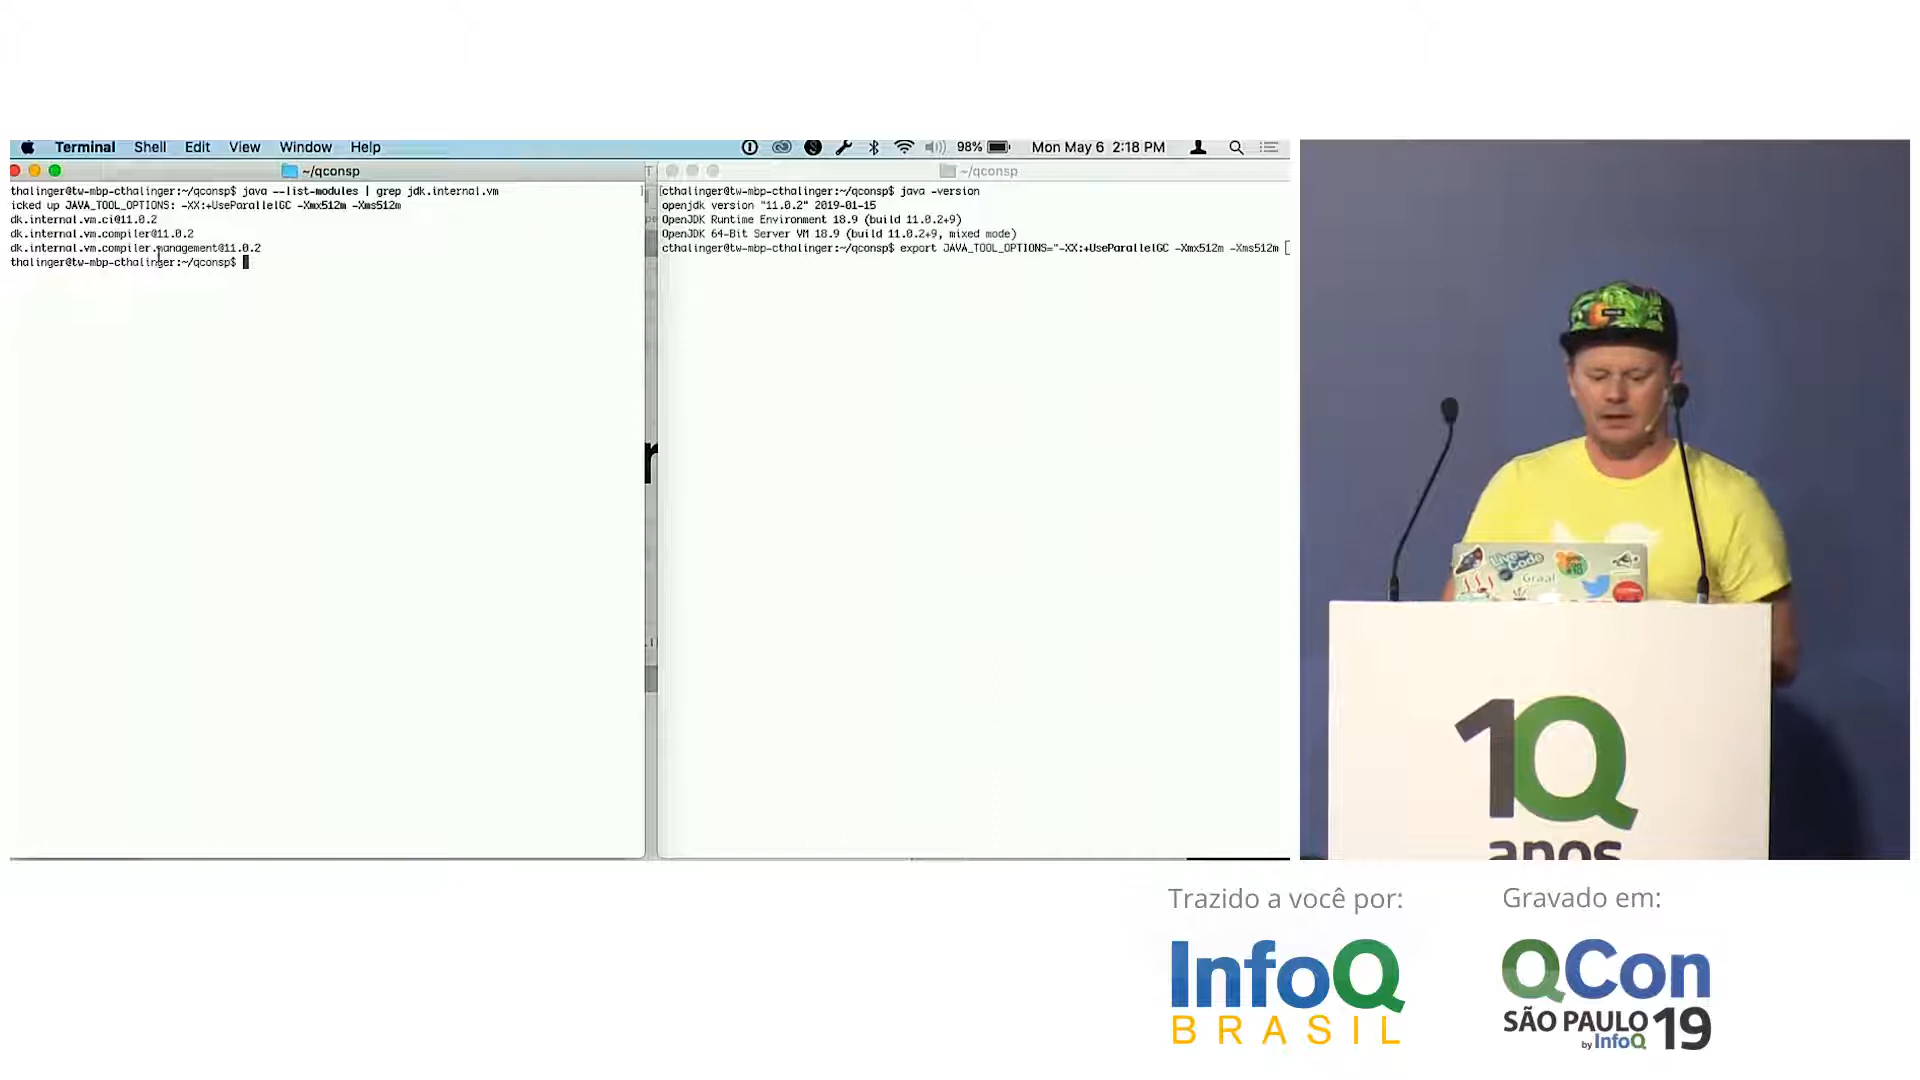 Terminal Shell Edit View Window Help 98% Mon May 6 2:18 PM
~/qconsp
thalinger@tw-mbp-cthalinger:~/qconsp$ java --list-modules | grep jdk.internal.vm
icked up JAVA_TOOL_OPTIONS: -XX:+UseParallelGC -Xmx512m -Xms512m
dk.internal.vm.ci@11.0.2
dk.internal.vm.compiler@11.0.2
dk.internal.vm.compiler.management@11.0.2
thalinger@tw-mbp-cthalinger:~/qconsp$
~/qconsp
cthalinger@tw-mbp-cthalinger:~/qconsp$ java -version
openjdk version "11.0.2" 2019-01-15
OpenJDK Runtime Environment 18.9 (build 11.0.2+9)
OpenJDK 64-Bit Server VM 18.9 (build 11.0.2+9, mixed mode)
cthalinger@tw-mbp-cthalinger:~/qconsp$ export JAVA_TOOL_OPTIONS="-XX:+UseParallelGC -Xmx512m -Xms512m
r
Live Code
Graal
1Q
anos
Trazido a você por:
InfoQ
BRASIL
Gravado em:
QCon
SÃO PAULO 19
by InfoQ